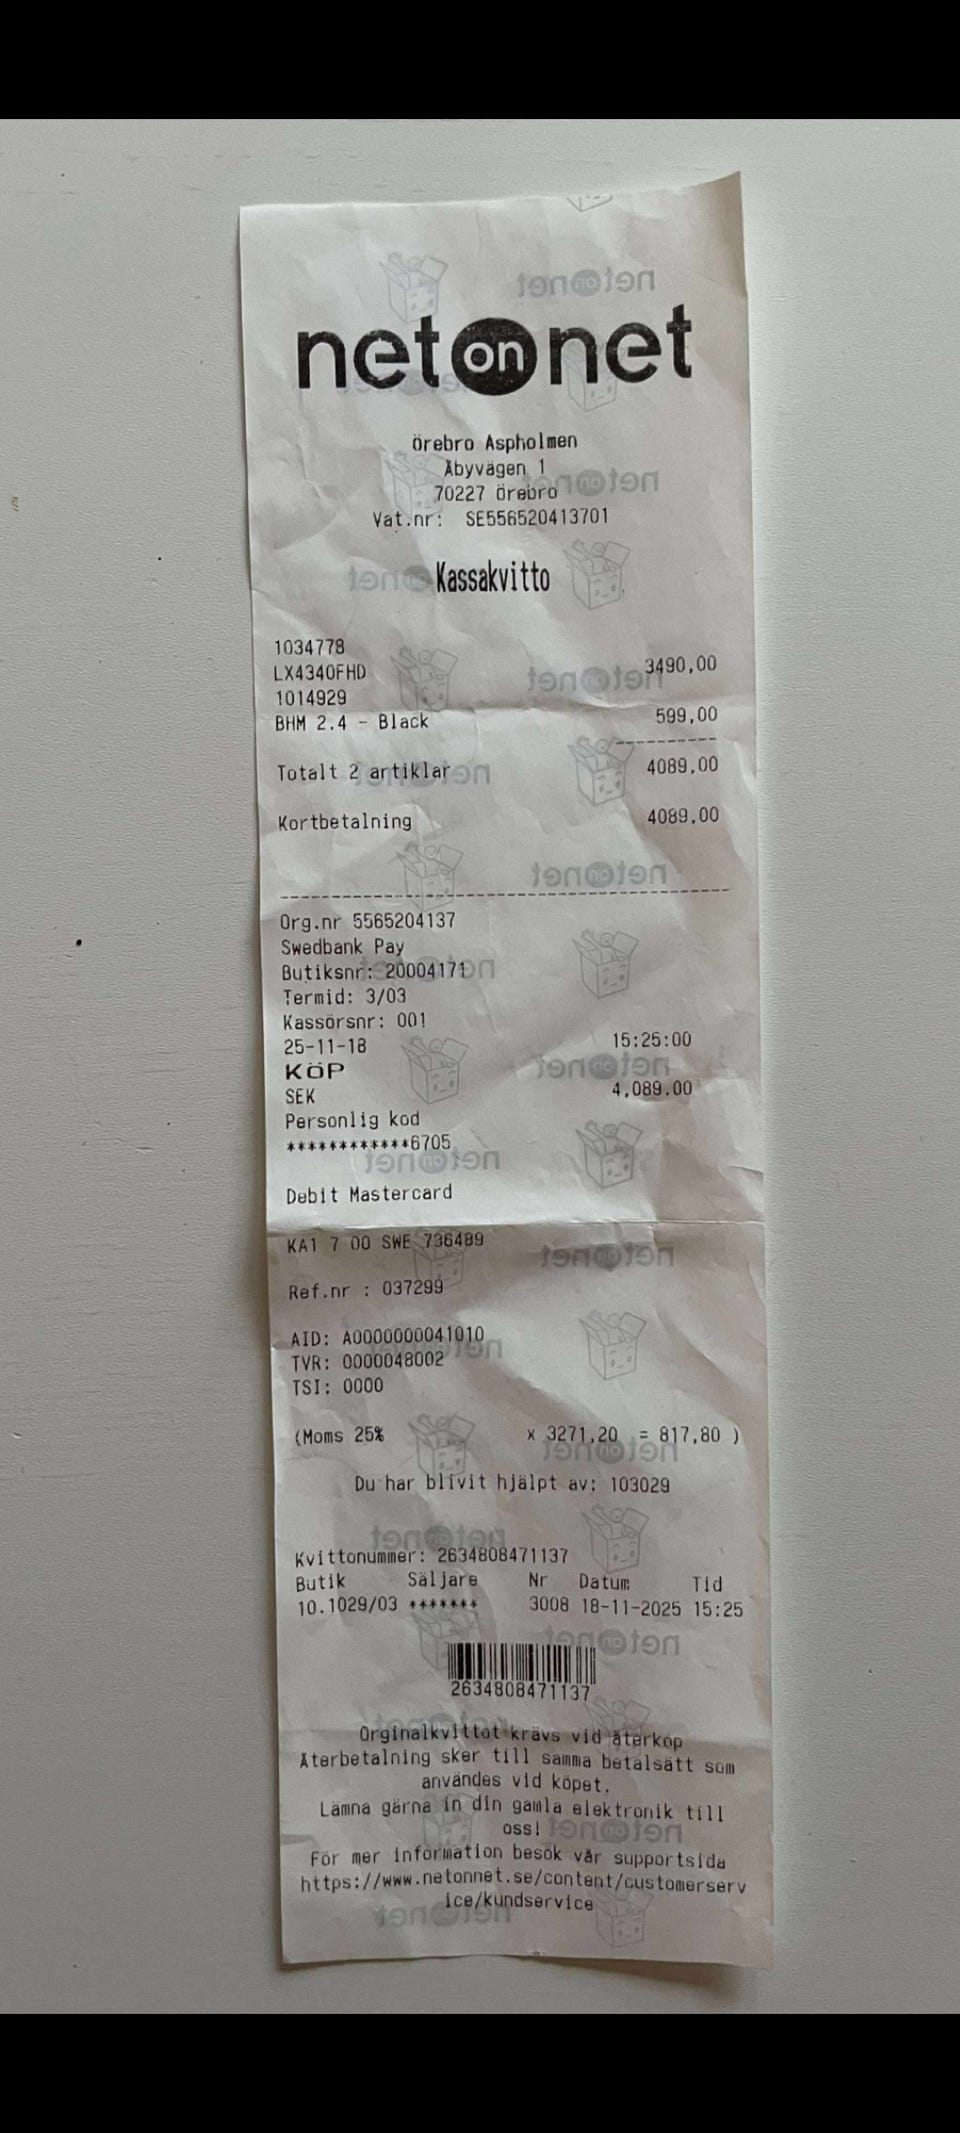 net on net
Örebro Aspholmen
Åbyvägen 1
70227 Örebro
Vat.nr: SE556520413701
Kassakvitto
1034778
LX4340FHD 3490,00
1014929
BHM 2.4 - Black 599,00
Totalt 2 artiklar 4089,00
Kortbetalning 4089,00
Org.nr 5565204137
Swedbank Pay
Butiksnr: 20004171
Termid: 3/03
Kassörsnr: 001
25-11-18 15:25:00
KÖP
SEK 4,089.00
Personlig kod
************6705
Debit Mastercard
KA1 7 00 SWE 736489
Ref.nr : 037299
AID: A0000000041010
TVR: 0000048002
TSI: 0000
(Moms 25% x 3271,20 = 817,80 )
Du har blivit hjälpt av: 103029
Kvittonummer: 2634808471137
Butik Säljare Nr Datum Tid
10.1029/03 ******* 3008 18-11-2025 15:25
2634808471137
Orginalkvittot krävs vid återköp
Återbetalning sker till samma betalsätt som
användes vid köpet.
Lämna gärna in din gamla elektronik till
oss!
För mer information besök vår supportsida
https://www.netonnet.se/content/customerserv
ice/kundservice